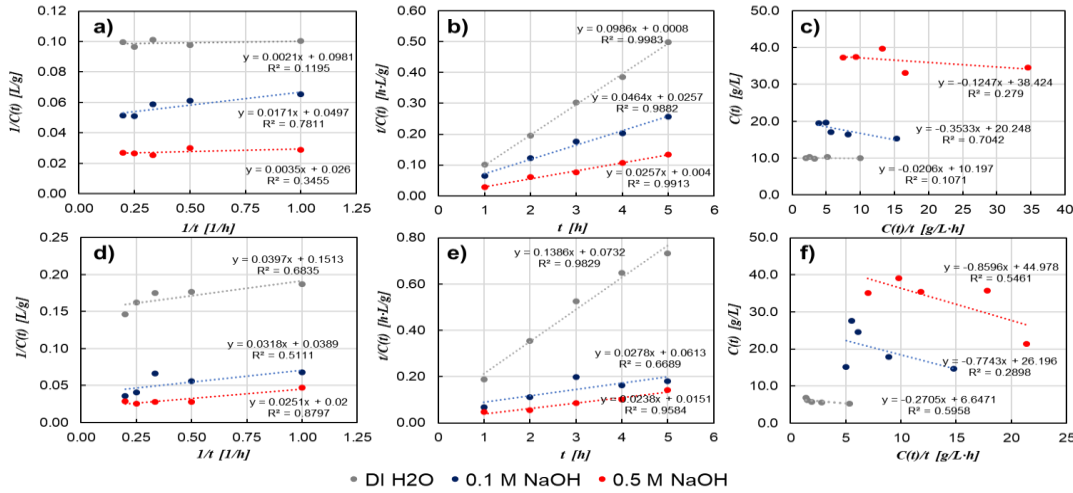 a)
0.12
0.10
0.08
0.06
0.04
0.02
0.00
1/C(t) [L/g]
y = 0.0021x + 0.0981
R² = 0.1195
y = 0.0171x + 0.0497
R² = 0.7811
y = 0.0035x + 0.026
R² = 0.3455
0.00 0.25 0.50 0.75 1.00 1.25
1/t [1/h]
b)
0.60
0.50
0.40
0.30
0.20
0.10
0.00
t/C(t) [h·L/g]
y = 0.0986x + 0.0008
R² = 0.9983
y = 0.0464x + 0.0257
R² = 0.9882
y = 0.0257x + 0.004
R² = 0.9913
0 1 2 3 4 5 6
t [h]
c)
50.0
40.0
30.0
20.0
10.0
0.0
C(t) [g/L]
y = -0.1247x + 38.424
R² = 0.279
y = -0.3533x + 20.248
R² = 0.7042
y = -0.0206x + 10.197
R² = 0.1071
0 5 10 15 20 25 30 35 40
C(t)/t [g/L·h]
d)
0.25
0.20
0.15
0.10
0.05
0.00
1/C(t) [L/g]
y = 0.0397x + 0.1513
R² = 0.6835
y = 0.0318x + 0.0389
R² = 0.5111
y = 0.0251x + 0.02
R² = 0.8797
0.00 0.25 0.50 0.75 1.00 1.25
1/t [1/h]
e)
0.80
0.60
0.40
0.20
0.00
t/C(t) [h·L/g]
y = 0.1386x + 0.0732
R² = 0.9829
y = 0.0278x + 0.0613
R² = 0.6689
y = 0.0238x + 0.0151
R² = 0.9584
0 1 2 3 4 5 6
t [h]
f)
50.0
40.0
30.0
20.0
10.0
0.0
C(t) [g/L]
y = -0.8596x + 44.978
R² = 0.5461
y = -0.7743x + 26.196
R² = 0.2898
y = -0.2705x + 6.6471
R² = 0.5958
0 5 10 15 20 25
C(t)/t [g/L·h]
DI H2O 0.1 M NaOH 0.5 M NaOH